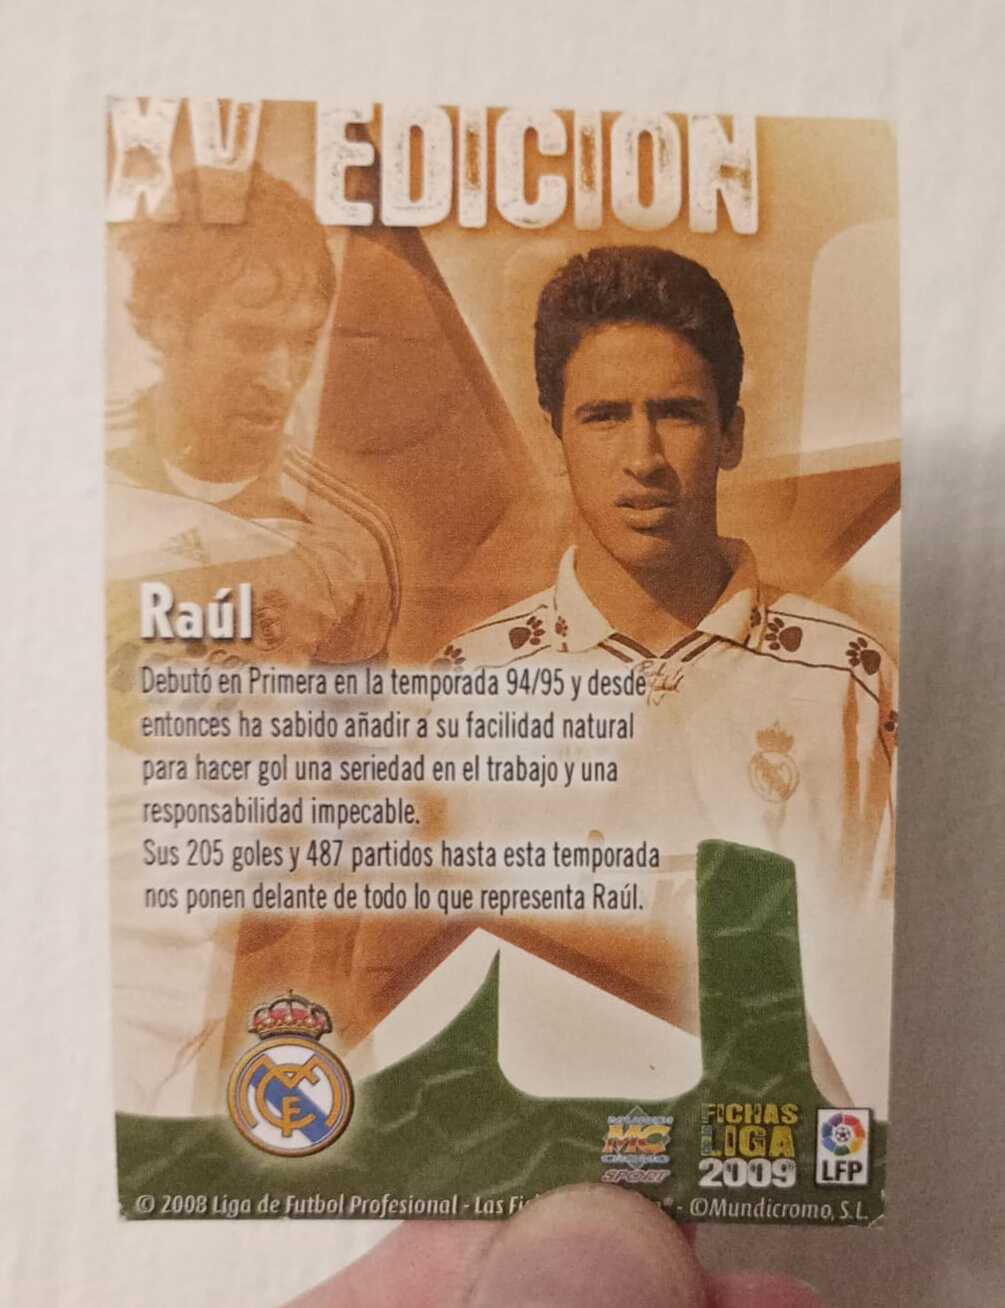 XV EDICION
Raúl
Debutó en Primera en la temporada 94/95 y desde
entonces ha sabido añadir a su facilidad natural
para hacer gol una seriedad en el trabajo y una
responsabilidad impecable.
Sus 205 goles y 487 partidos hasta esta temporada
nos ponen delante de todo lo que representa Raúl.
MC
SPORT
FICHAS
LIGA
2009
LFP
© 2008 Liga de Futbol Profesional - Las ® - ©Mundicromo, S.L.